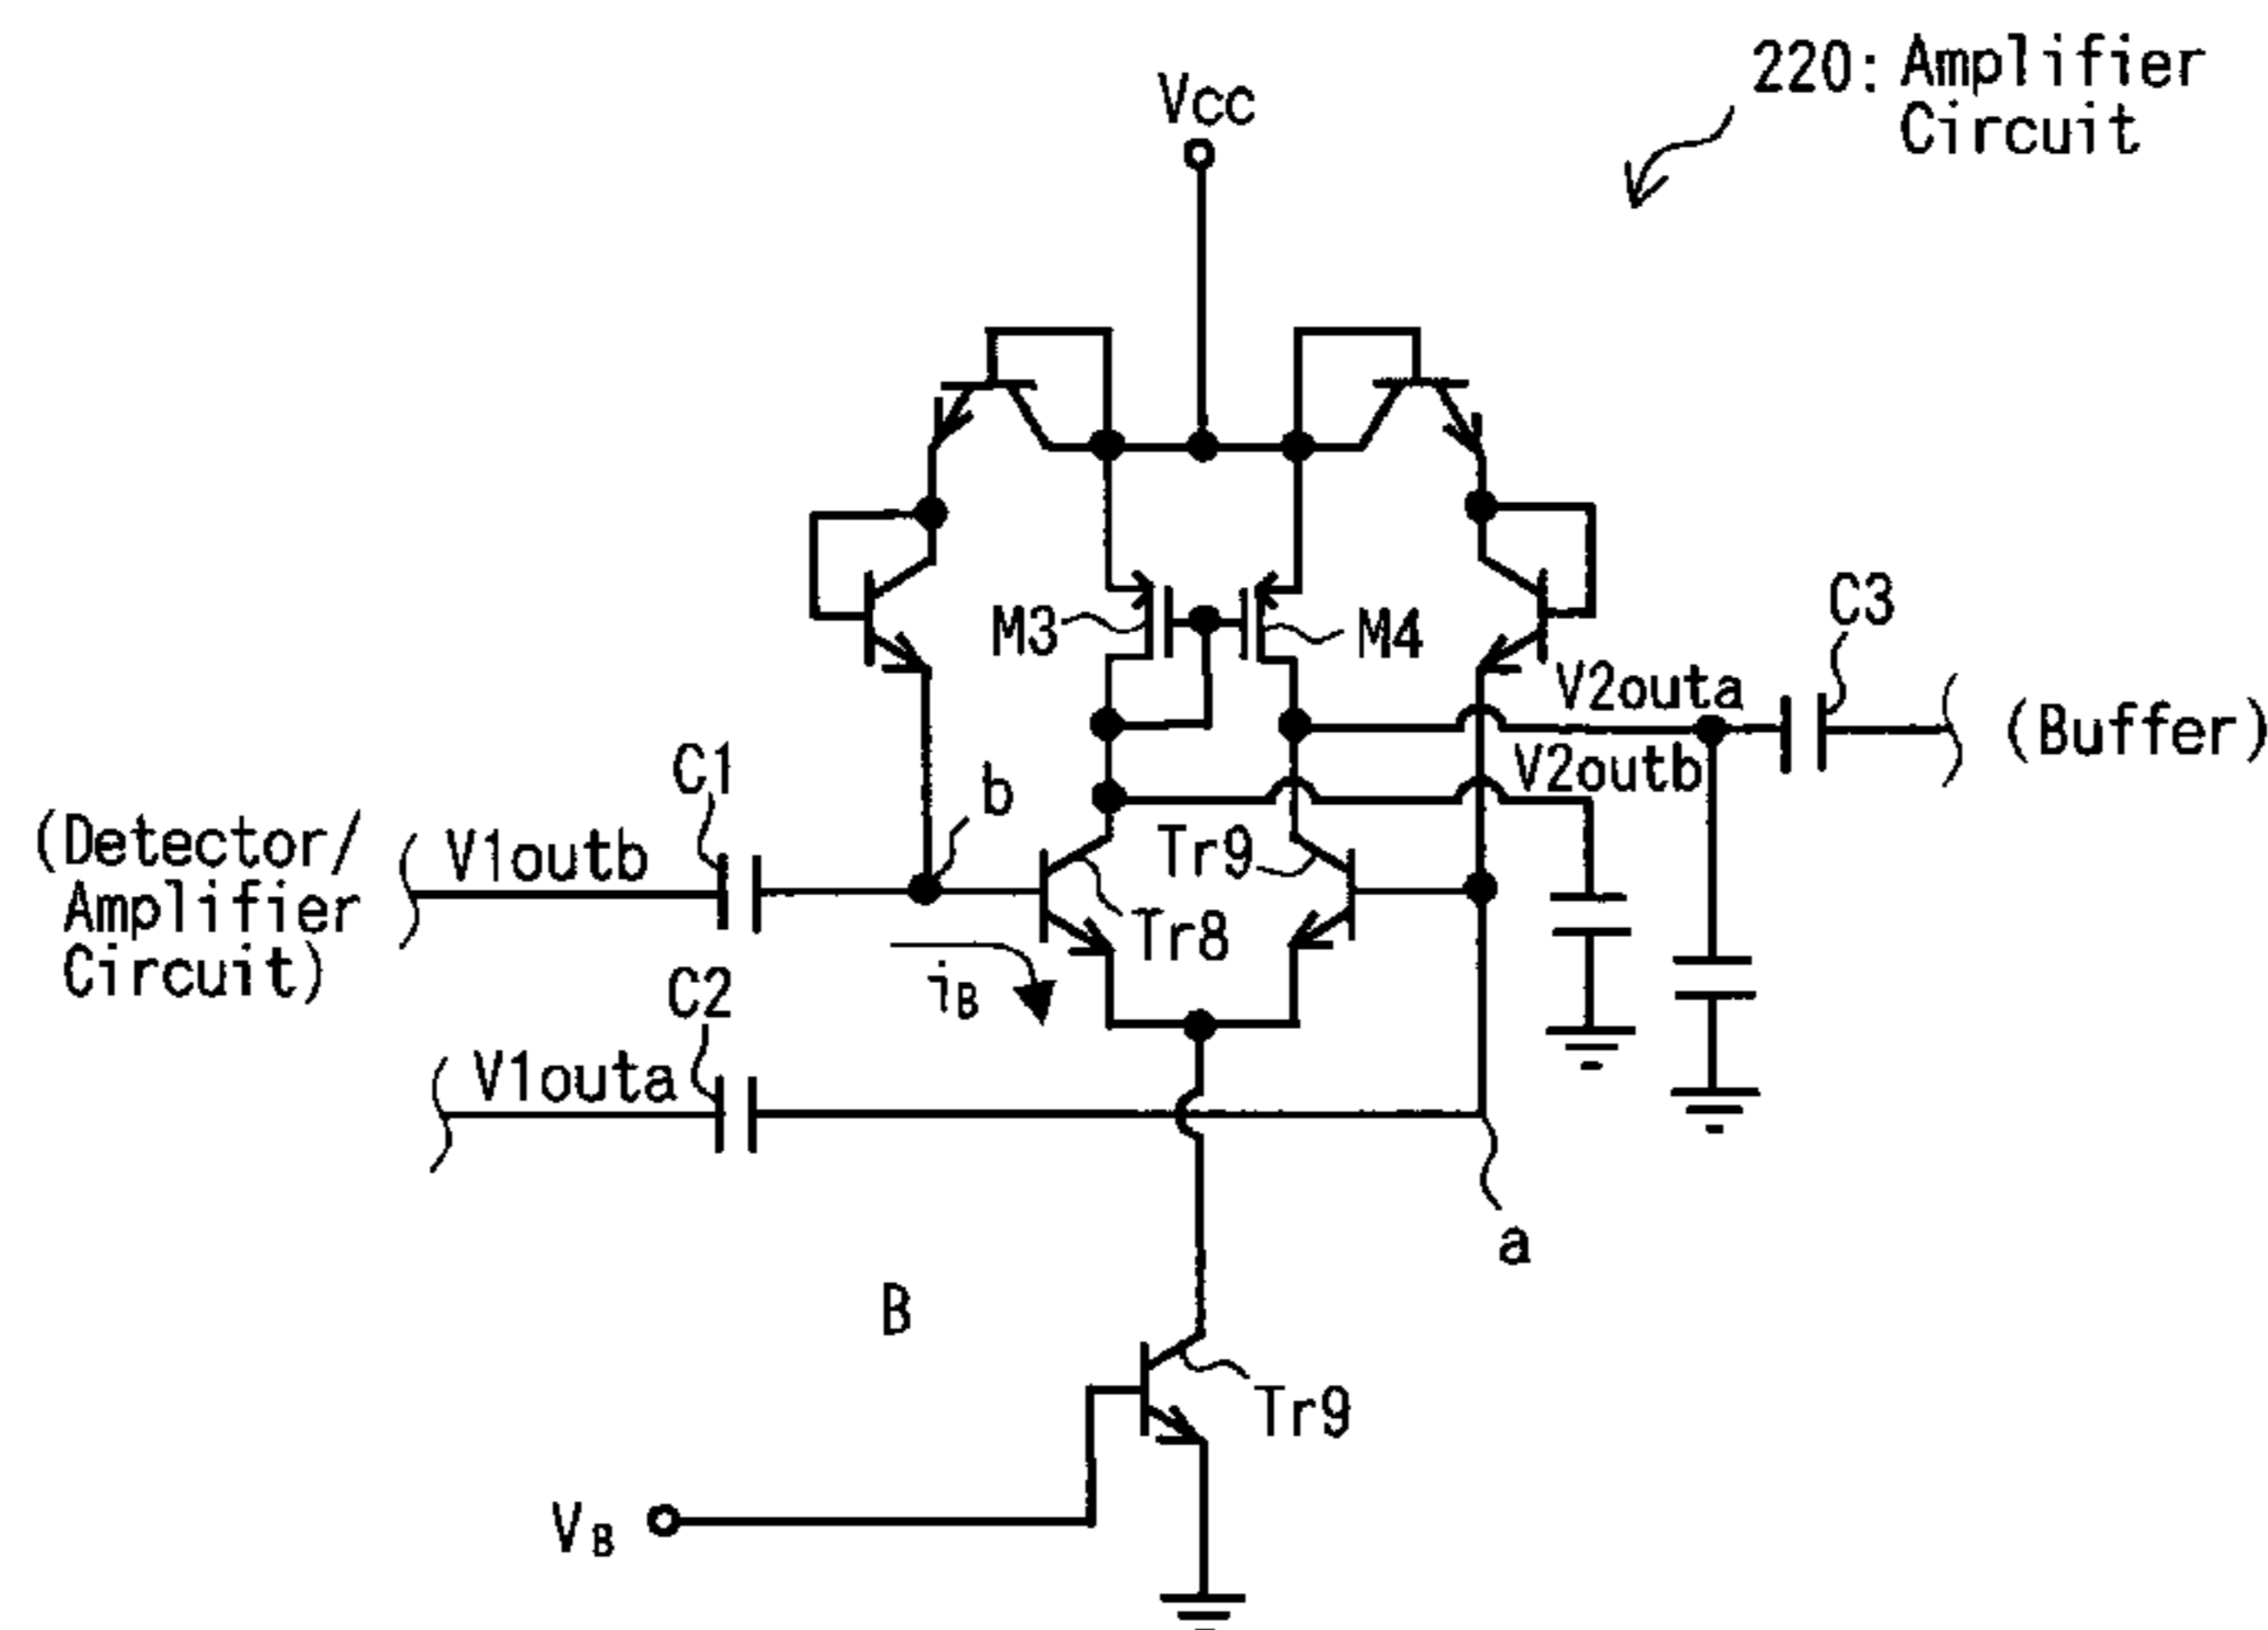 220: Amplifier
Circuit
Vcc
M3
M4
C3
V2outa
(Buffer)
V2outb
C1
b
(Detector/
Amplifier
Circuit)
V1outb
Tr9
Tr8
iB
C2
V1outa
a
B
Tr9
VB